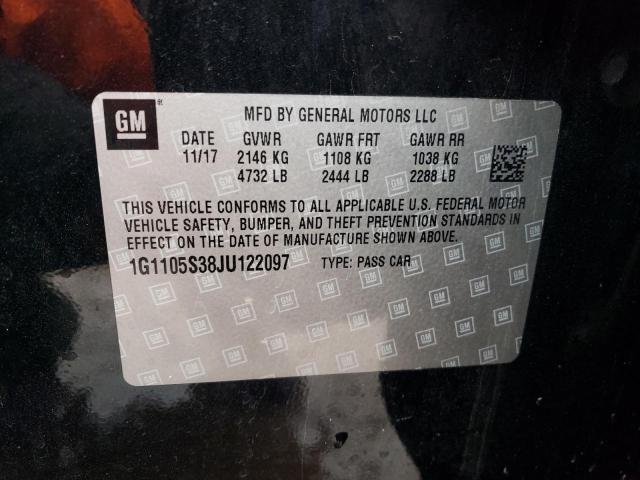 GM
MFD BY GENERAL MOTORS LLC
DATE GVWR GAWR FRT GAWR RR
11/17 2146 KG 1108 KG 1038 KG
4732 LB 2444 LB 2288 LB
THIS VEHICLE CONFORMS TO ALL APPLICABLE U.S. FEDERAL MOTOR
VEHICLE SAFETY, BUMPER, AND THEFT PREVENTION STANDARDS IN
EFFECT ON THE DATE OF MANUFACTURE SHOWN ABOVE.
1G1105S38JU122097 TYPE: PASS CAR